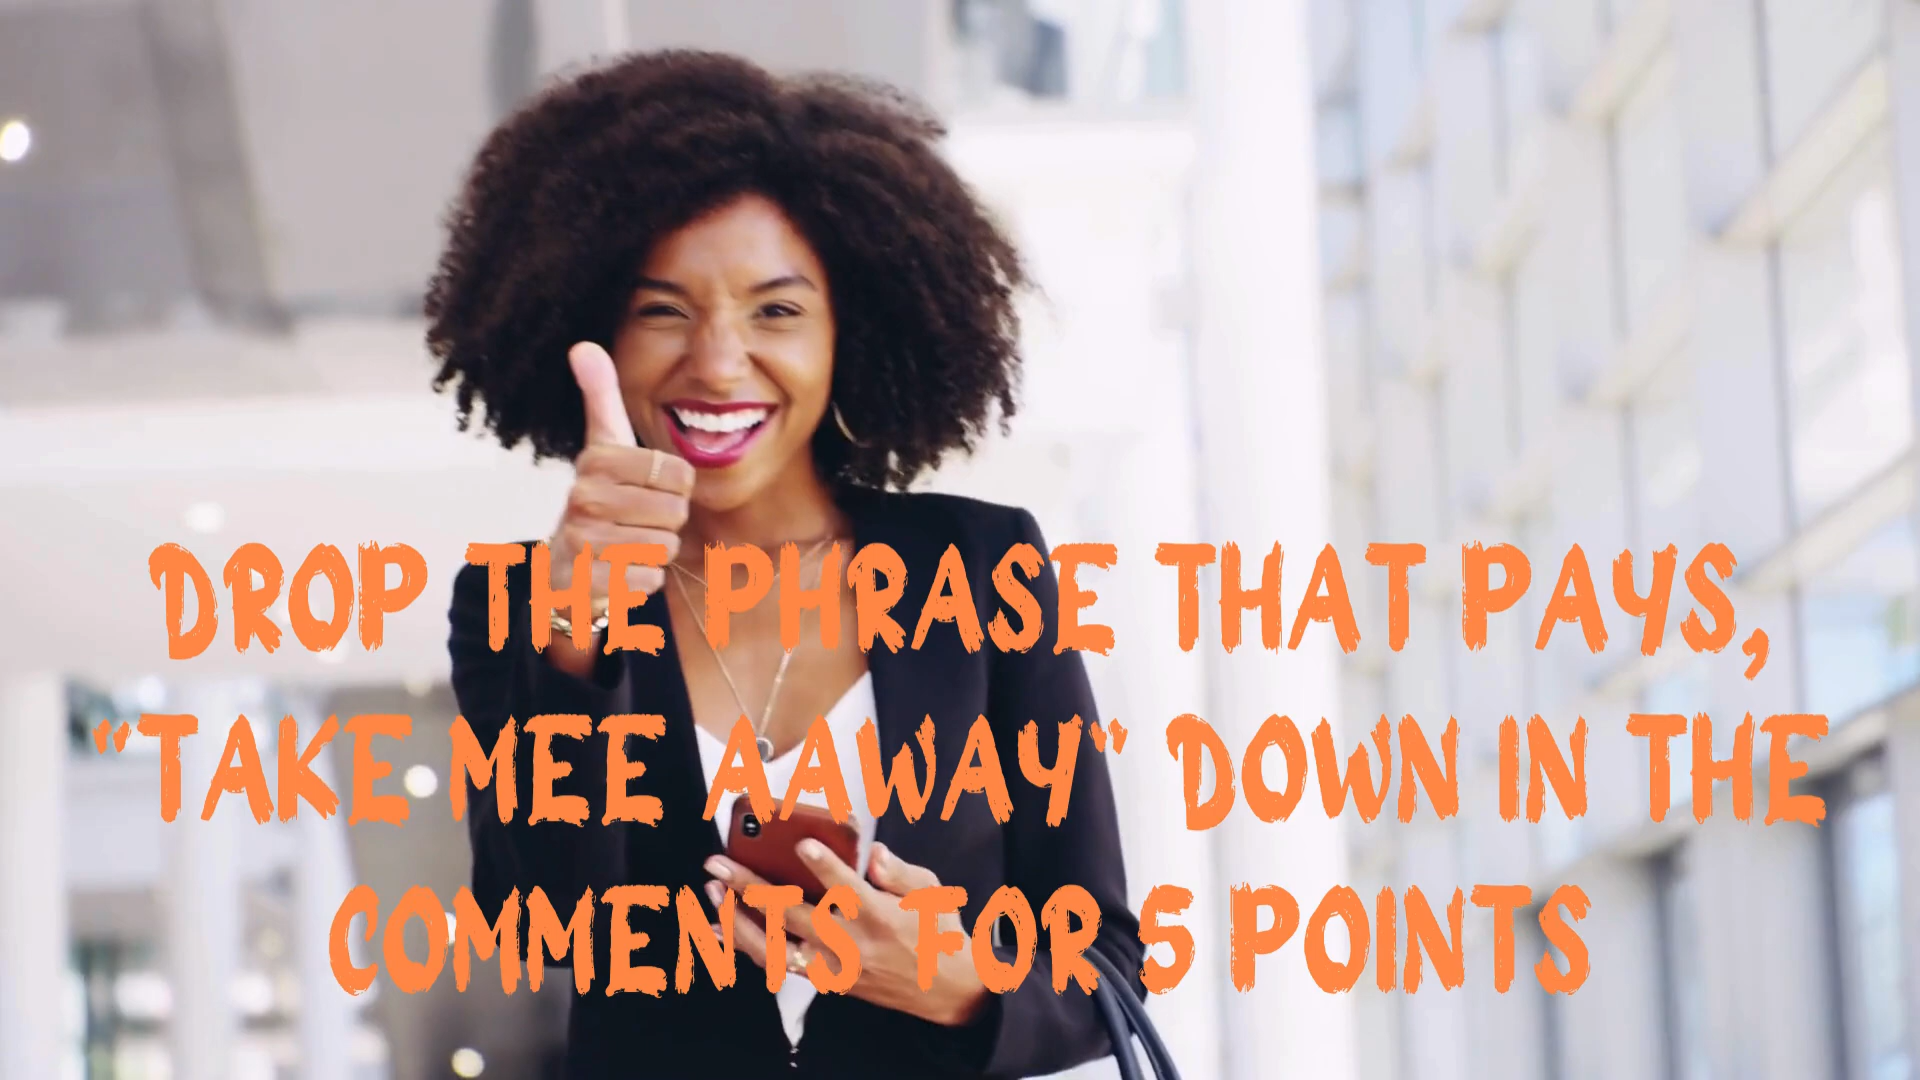 DROP THE PHRASE THAT PAYS,
"TAKE MEE AAWAY" DOWN IN THE
COMMENTS FOR 5 POINTS